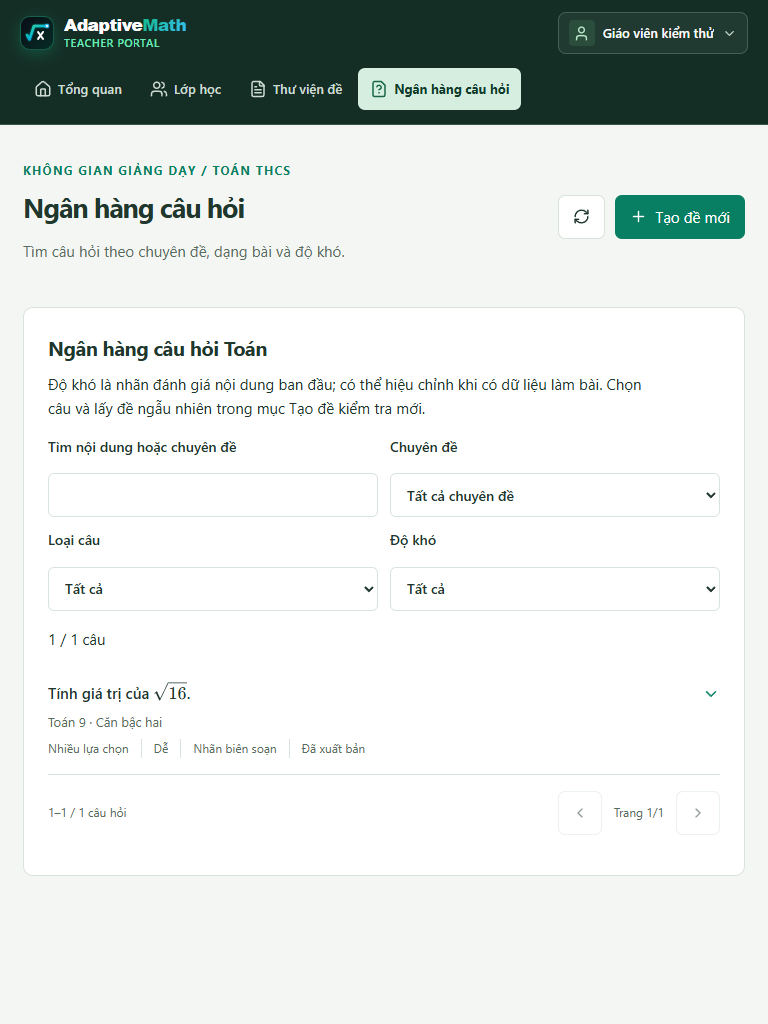 AdaptiveMath
TEACHER PORTAL
Giáo viên kiểm thử
Tổng quan
Lớp học
Thư viện đề
Ngân hàng câu hỏi
KHÔNG GIAN GIẢNG DẠY / TOÁN THCS
Ngân hàng câu hỏi
Tạo đề mới
Tìm câu hỏi theo chuyên đề, dạng bài và độ khó.
Ngân hàng câu hỏi Toán
Độ khó là nhãn đánh giá nội dung ban đầu; có thể hiệu chỉnh khi có dữ liệu làm bài. Chọn
câu và lấy đề ngẫu nhiên trong mục Tạo đề kiểm tra mới.
Tìm nội dung hoặc chuyên đề
Chuyên đề
Tất cả chuyên đề
Loại câu
Độ khó
Tất cả
Tất cả
1 / 1 câu
Tính giá trị của √16.
Toán 9 · Căn bậc hai
Nhiều lựa chọn
Dễ
Nhãn biên soạn
Đã xuất bản
1–1 / 1 câu hỏi
Trang 1/1